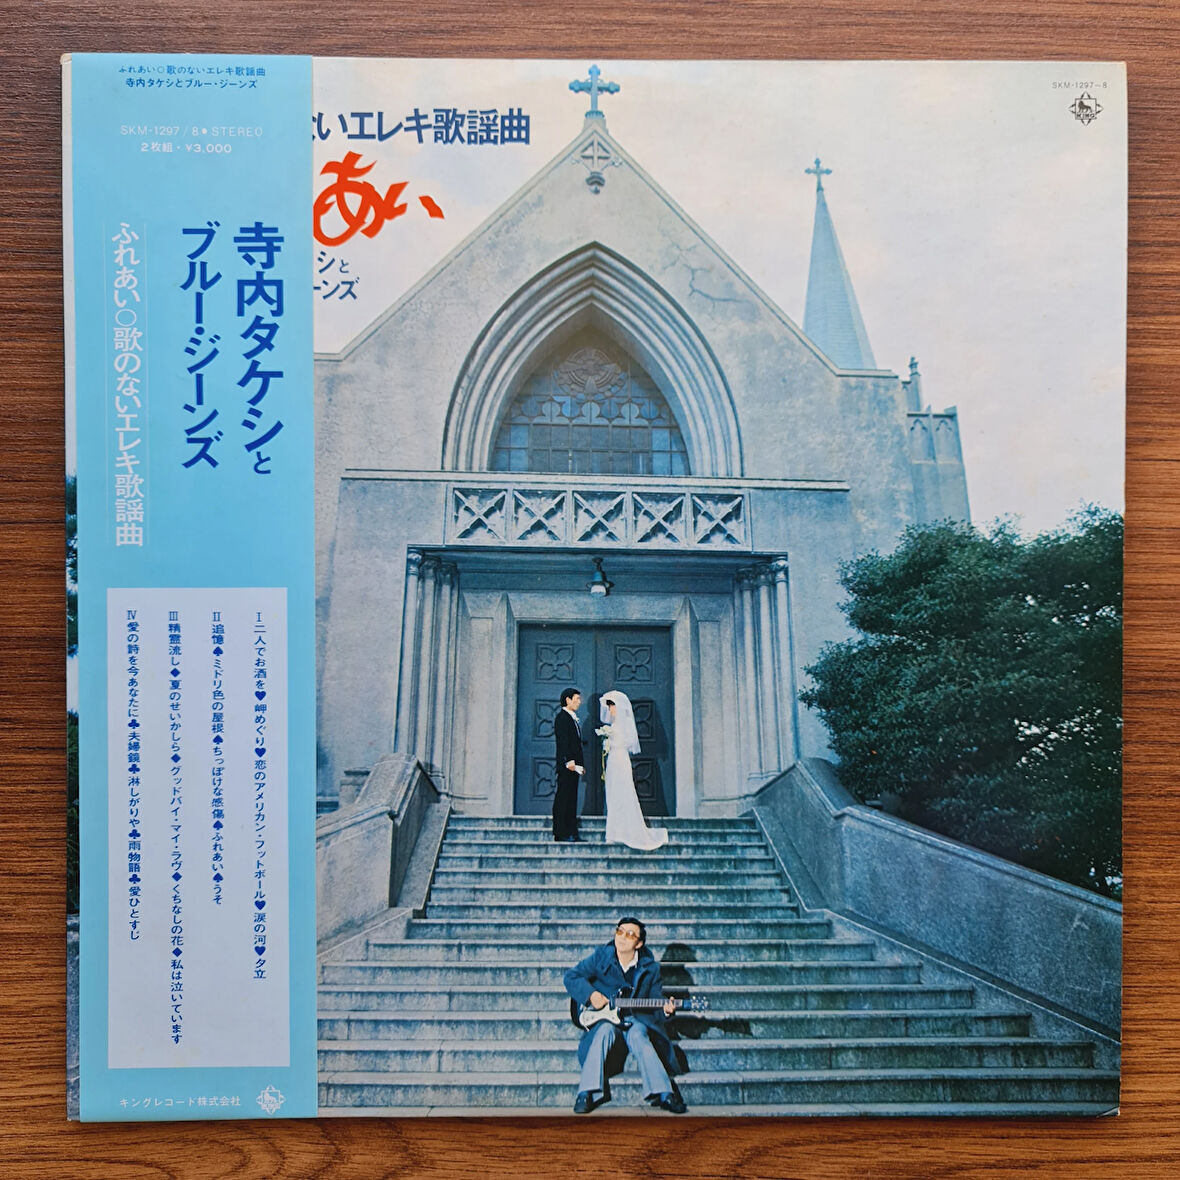 ふれあい○歌のないエレキ歌謡曲
寺内タケシとブルー・ジーンズ
SKM-1297/8●STEREO
2枚組・¥3,000
寺内タケシと
ブルー・ジーンズ
ふれあい○歌のないエレキ歌謡曲
Ⅰ二人でお酒を♥岬めぐり♥恋のアメリカン・フットボール♥涙の河♥夕立
Ⅱ追憶♠ミドリ色の屋根♠ちっぽけな感傷♠ふれあい♠うそ
Ⅲ精霊流し◆夏のせいかしら◆グッドバイ・マイ・ラヴ◆くちなしの花◆私は泣いています
Ⅳ愛の詩を今あなたに♣夫婦鏡♣淋しがりや♣雨物語♣愛ひとすじ
キングレコード株式会社
KING
いエレキ歌謡曲
あい
シと
ーンズ
SKM-1297~8
KING